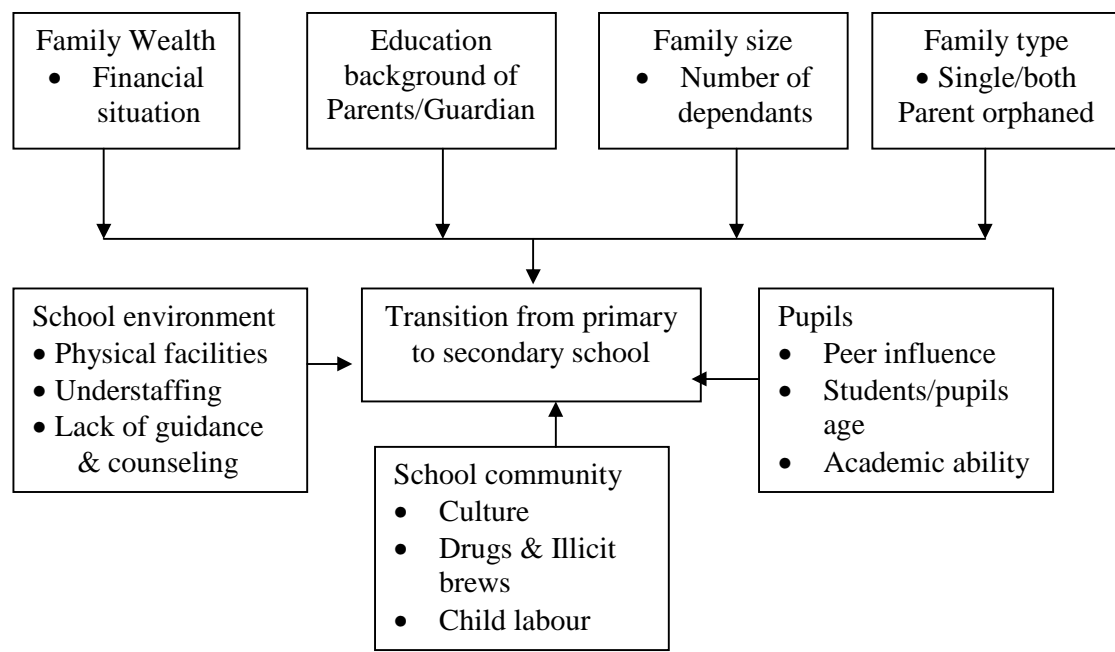 Family Wealth
• Financial
situation
Education
background of
Parents/Guardian
Family size
• Number of
dependants
Family type
• Single/both
Parent orphaned
School environment
• Physical facilities
• Understaffing
• Lack of guidance
& counseling
Transition from primary
to secondary school
Pupils
• Peer influence
• Students/pupils
age
• Academic ability
School community
• Culture
• Drugs & Illicit
brews
• Child labour